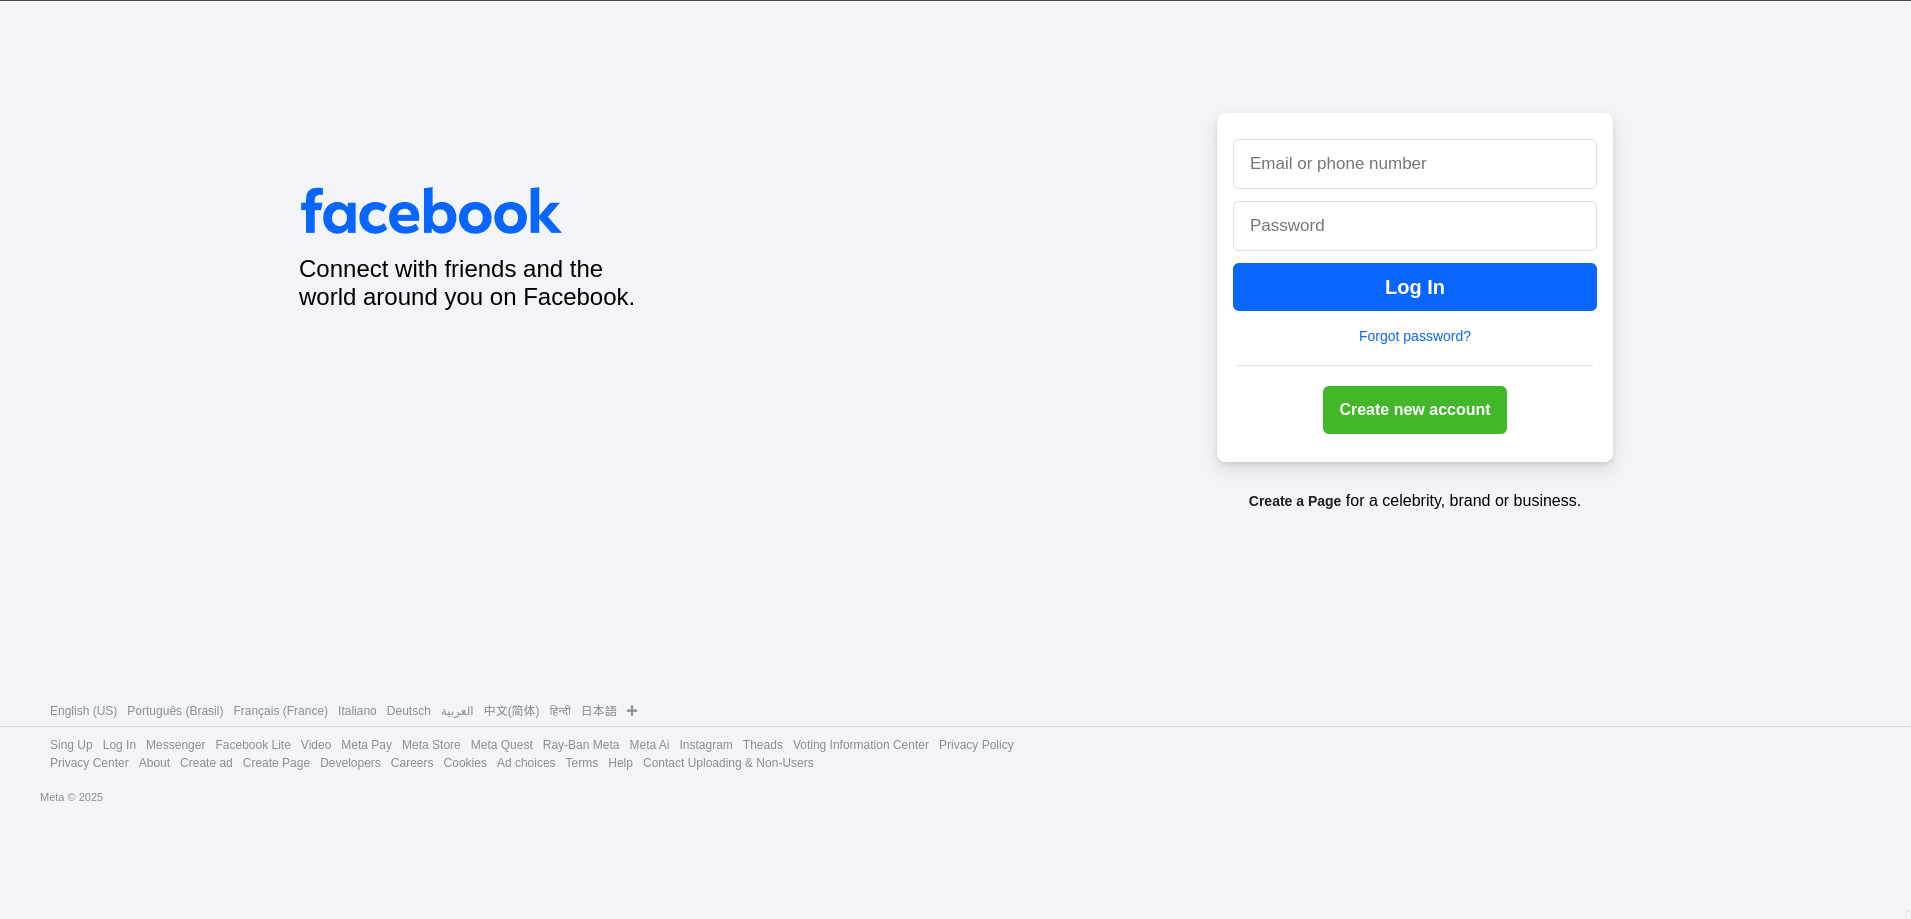 facebook
Connect with friends and the
world around you on Facebook.
Email or phone number
Password
Log In
Forgot password?
Create new account
Create a Page for a celebrity, brand or business.
English (US) Português (Brasil) Français (France) Italiano Deutsch العربية 中文(简体) हिन्दी 日本語
Sing Up Log In Messenger Facebook Lite Video Meta Pay Meta Store Meta Quest Ray-Ban Meta Meta Ai Instagram Theads Voting Information Center Privacy Policy
Privacy Center About Create ad Create Page Developers Careers Cookies Ad choices Terms Help Contact Uploading & Non-Users
Meta © 2025